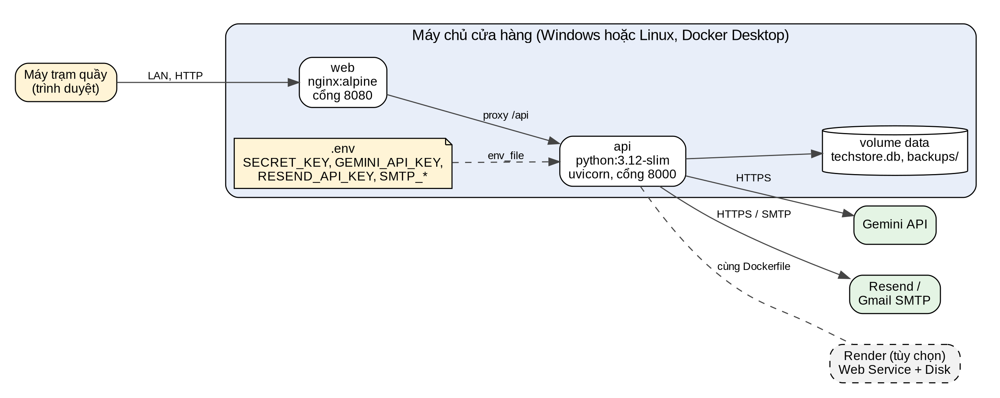 Máy chủ cửa hàng (Windows hoặc Linux, Docker Desktop)
Máy trạm quầy
(trình duyệt)
LAN, HTTP
web
nginx:alpine
cổng 8080
proxy /api
.env
SECRET_KEY, GEMINI_API_KEY,
RESEND_API_KEY, SMTP_*
env_file
api
python:3.12-slim
uvicorn, cổng 8000
volume data
techstore.db, backups/
HTTPS
Gemini API
HTTPS / SMTP
Resend /
Gmail SMTP
cùng Dockerfile
Render (tùy chọn)
Web Service + Disk